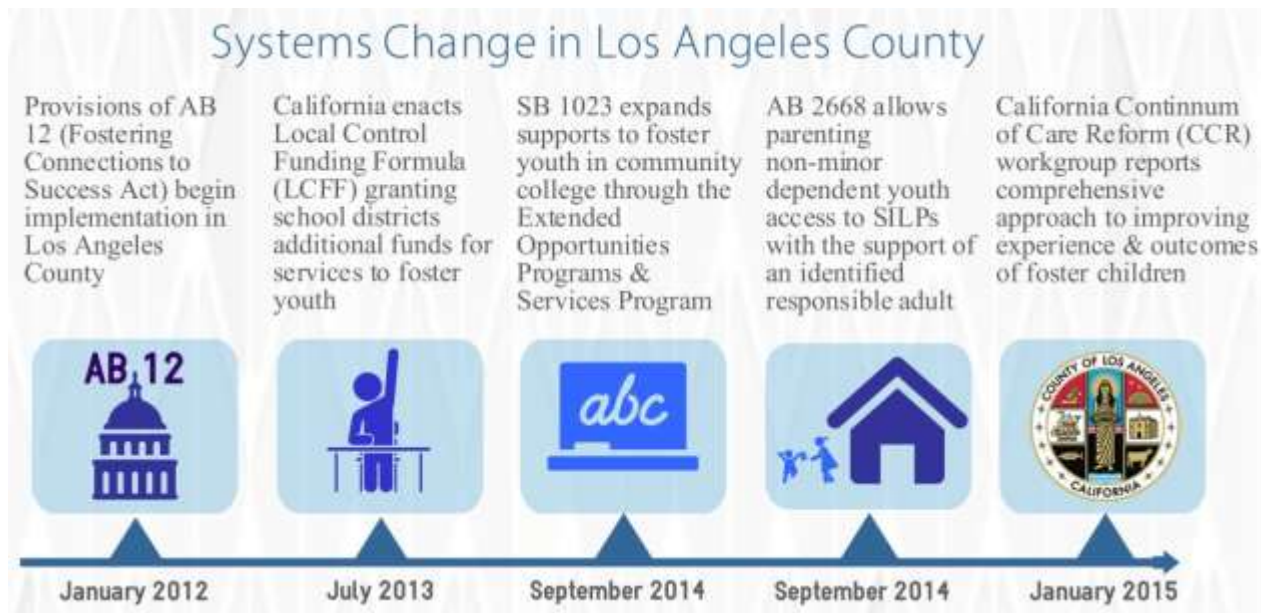 Systems Change in Los Angeles County
Provisions of AB
12 (Fostering
Connections to
Success Act) begin
implementation in
Los Angeles
County
California enacts
Local Control
Funding Formula
(LCFF) granting
school districts
additional funds for
services to foster
youth
SB 1023 expands
supports to foster
youth in community
college through the
Extended
Opportunities
Programs &
Services Program
AB 2668 allows
parenting
non-minor
dependent youth
access to SILPs
with the support of
an identified
responsible adult
California Continnum
of Care Reform (CCR)
workgroup reports
comprehensive
approach to improving
experience & outcomes
of foster children
AB 12
abc
COUNTY OF LOS ANGELES
CALIFORNIA
January 2012
July 2013
September 2014
September 2014
January 2015